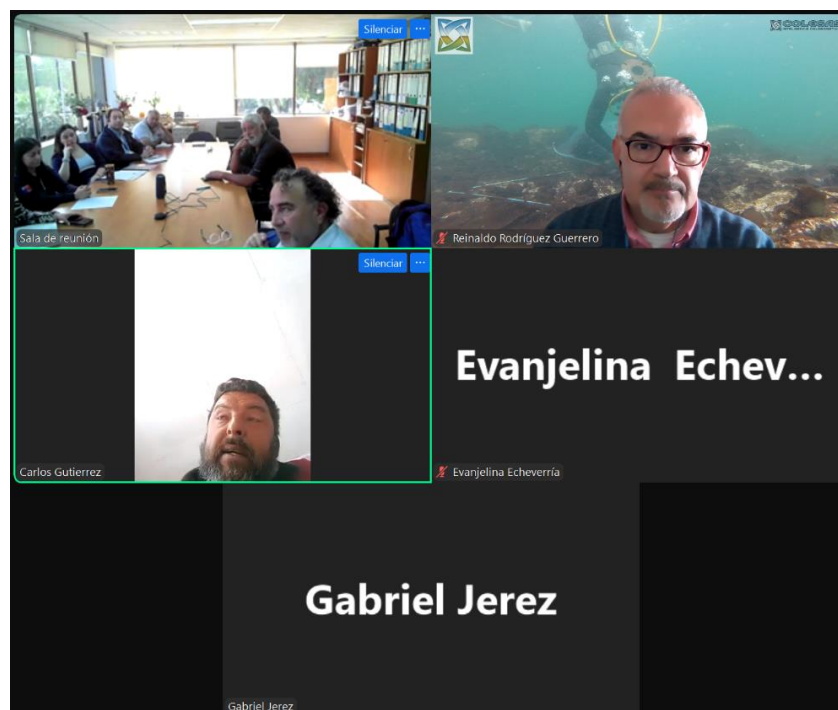 Silenciar ...
Sala de reunión
Reinaldo Rodríguez Guerrero
Silenciar ...
Carlos Gutierrez
Evanjelina Echev...
Evanjelina Echeverría
Gabriel Jerez
Gabriel Jerez